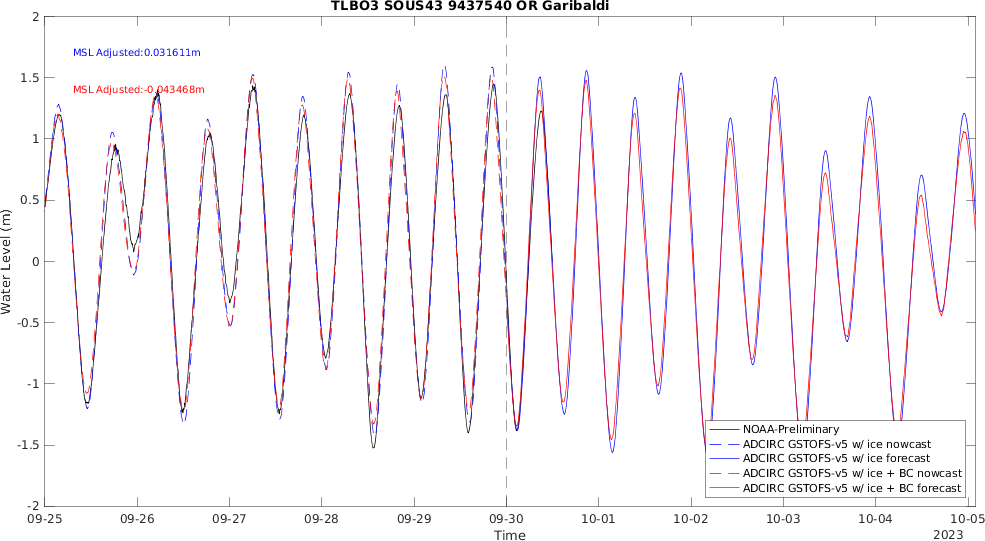 TLBO3 SOUS43 9437540 OR Garibaldi
MSL Adjusted:0.031611m
MSL Adjusted:-0.043468m
Water Level (m)
2
1.5
1
0.5
0
-0.5
-1
-1.5
-2
NOAA-Preliminary
ADCIRC GSTOFS-v5 w/ ice nowcast
ADCIRC GSTOFS-v5 w/ ice forecast
ADCIRC GSTOFS-v5 w/ ice + BC nowcast
ADCIRC GSTOFS-v5 w/ ice + BC forecast
09-25 09-26 09-27 09-28 09-29 09-30 10-01 10-02 10-03 10-04 10-05
Time
2023